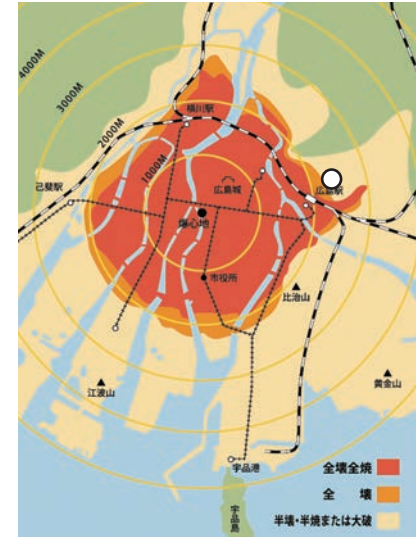 4000M
3000M
2000M
1000M
横川駅
己斐駅
広島城
広島駅
爆心地
市役所
比治山
江波山
黄金山
宇品港
宇品島
全壊全焼
全 壊
半壊・半焼または大破